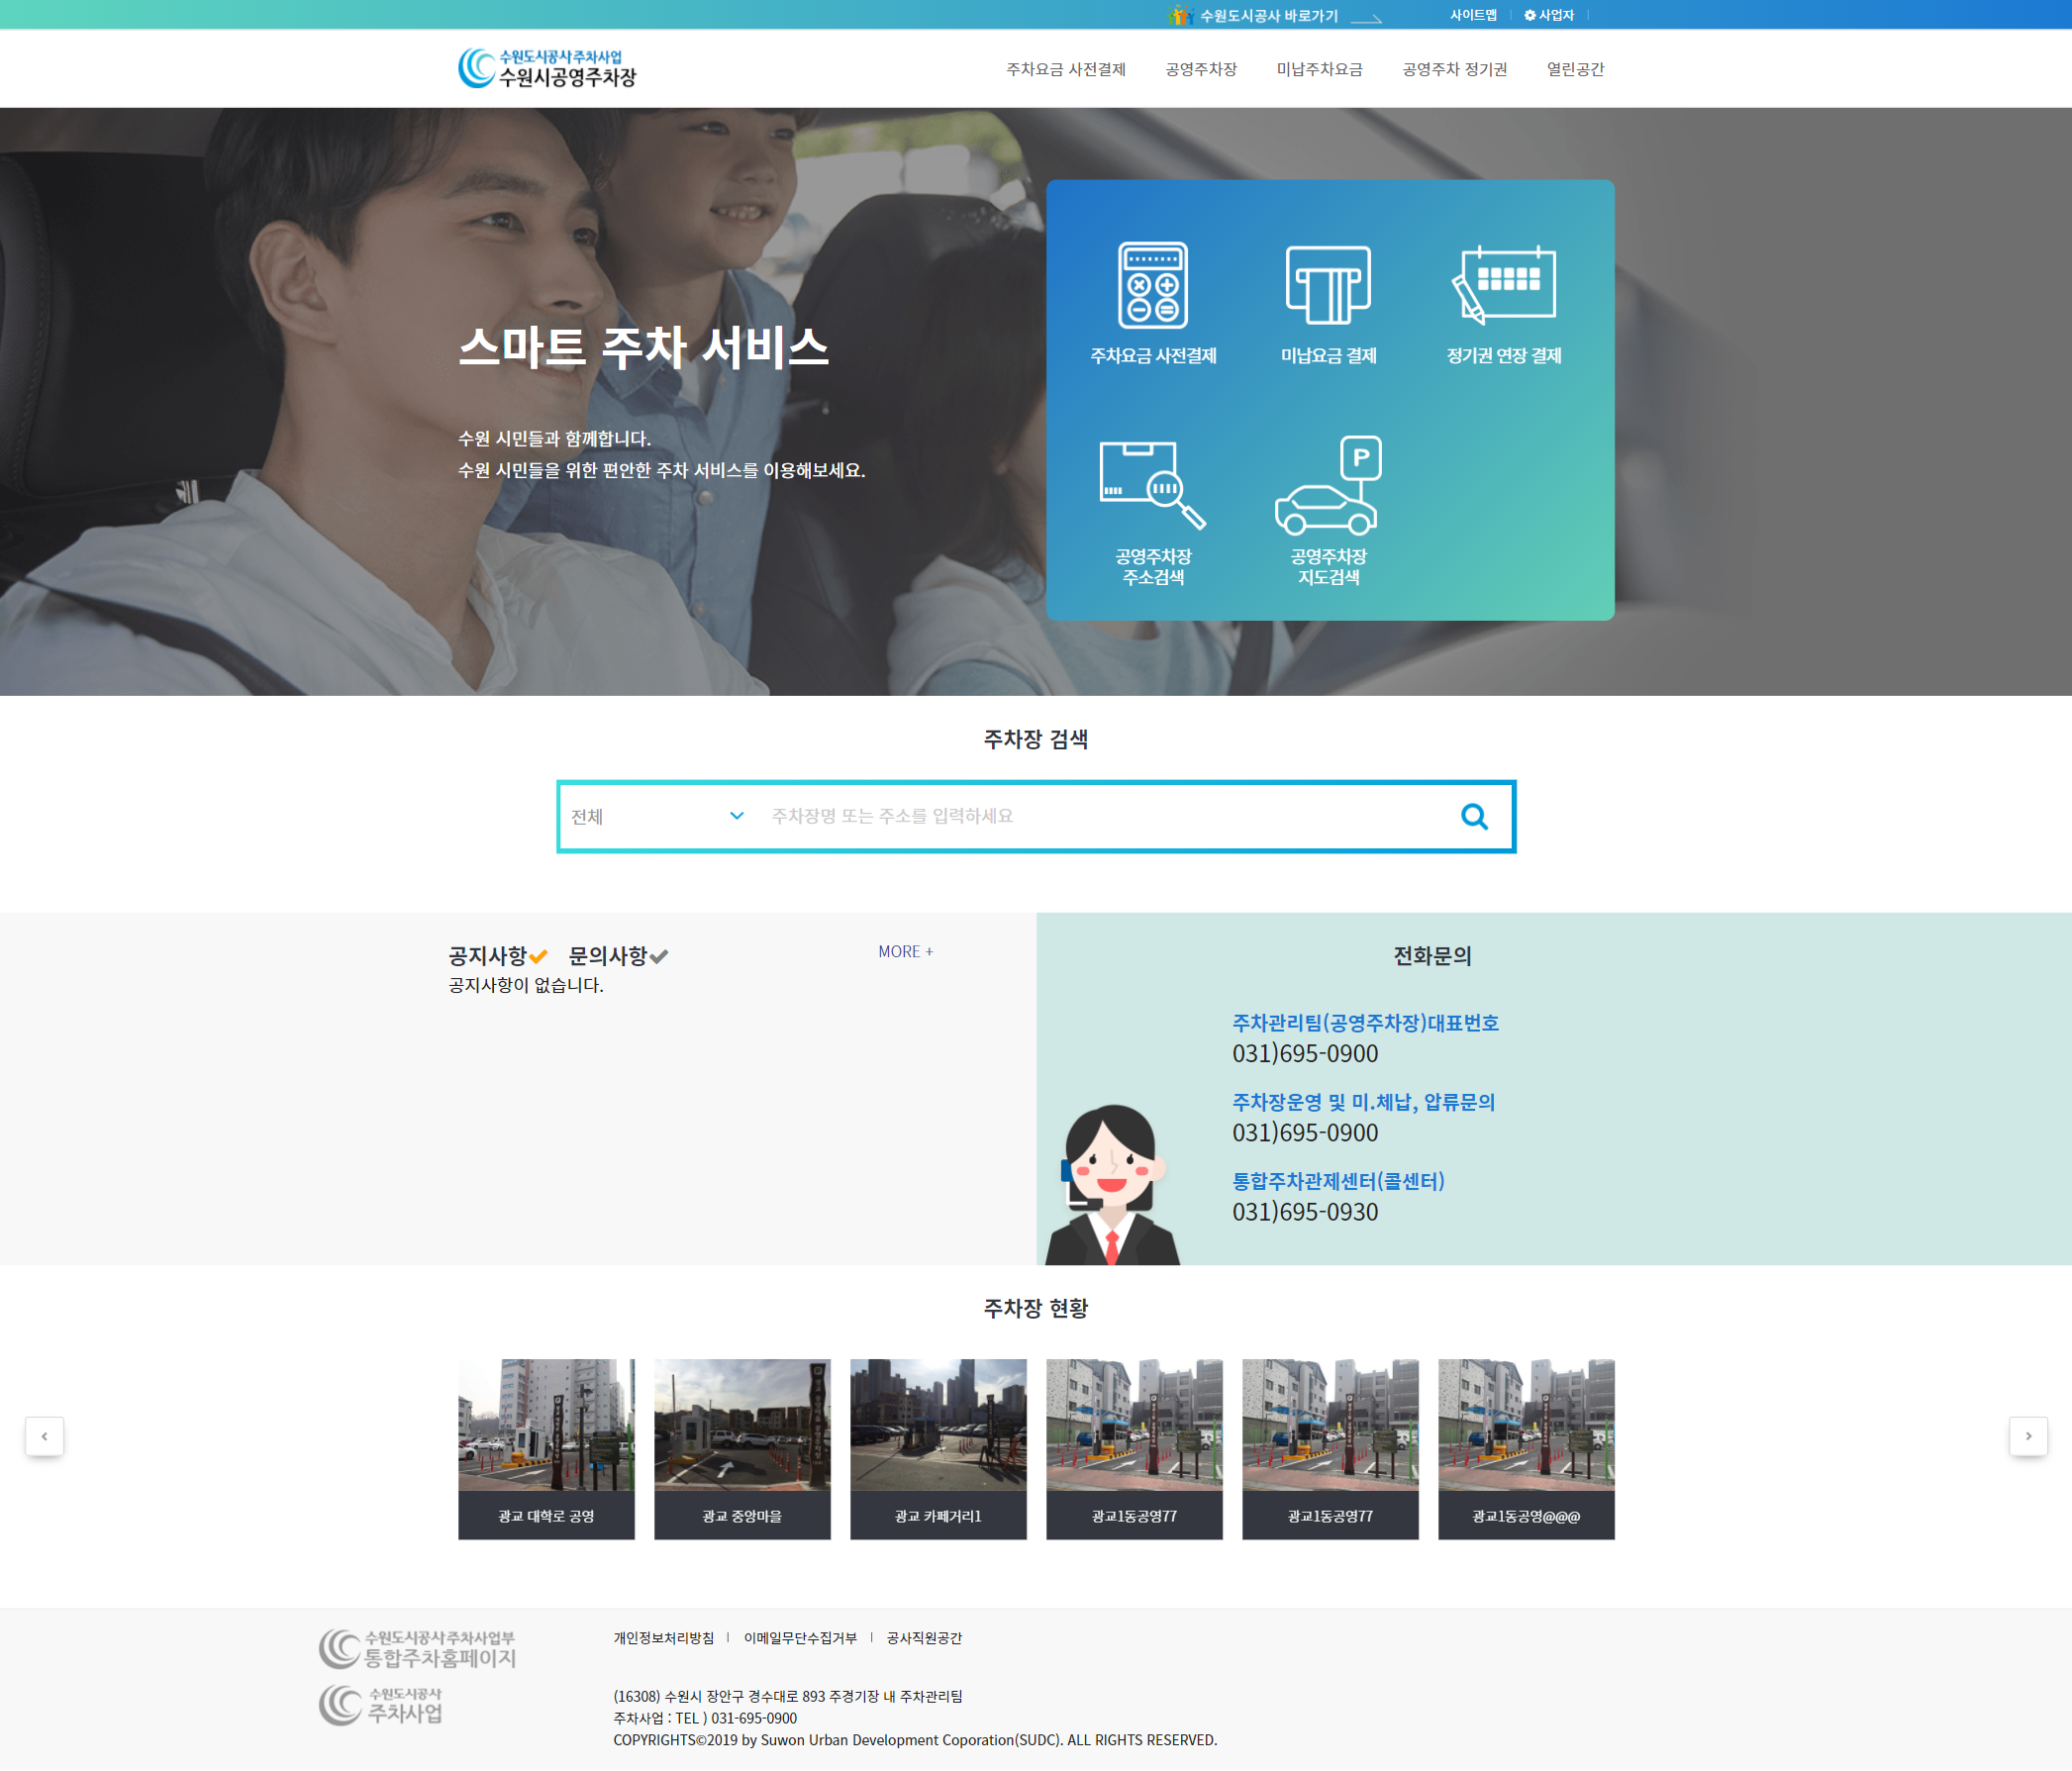 수원도시공사 바로가기
사이트맵
사업자
수원도시공사 주차사업
수원시공영주차장
주차요금 사전결제
공영주차장
미납주차요금
공영주차 정기권
열린공간
스마트 주차 서비스
수원 시민들과 함께합니다.
수원 시민들을 위한 편안한 주차 서비스를 이용해보세요.
주차요금 사전결제
미납요금 결제
정기권 연장 결제
P
공영주차장
주소검색
공영주차장
지도검색
주차장 검색
전체
주차장명 또는 주소를 입력하세요
공지사항
문의사항
MORE +
공지사항이 없습니다.
전화문의
주차관리팀(공영주차장)대표번호
031)695-0900
주차장운영 및 미.체납, 압류문의
031)695-0900
통합주차관제센터(콜센터)
031)695-0930
주차장 현황
광교 대학로 공영
광교 중앙마을
광교 카페거리1
광교1동공영77
광교1동공영77
광교1동공영@@@
수원도시공사 주차사업부
통합주차홈페이지
수원도시공사
주차사업
개인정보처리방침
이메일무단수집거부
공사직원공간
(16308) 수원시 장안구 경수대로 893 주경기장 내 주차관리팀
주차사업 : TEL ) 031-695-0900
COPYRIGHTS©2019 by Suwon Urban Development Coporation(SUDC). ALL RIGHTS RESERVED.